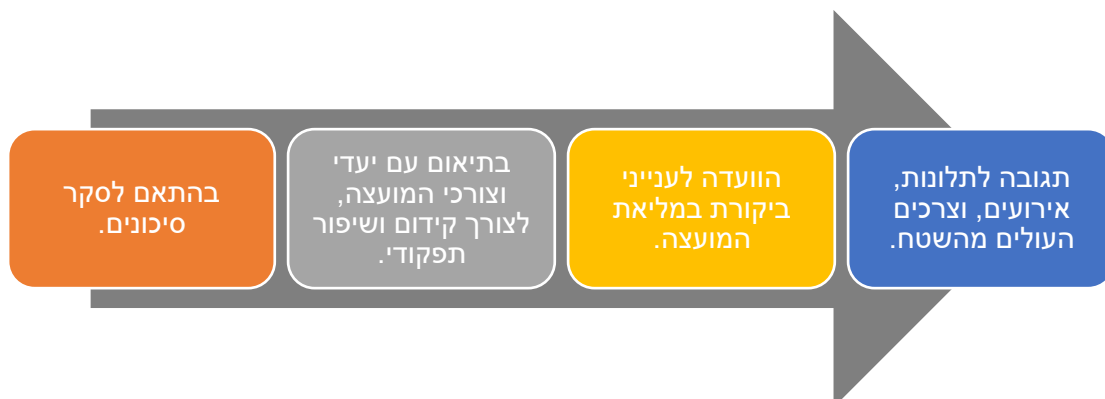 בהתאם לסקר
סיכונים.
בתיאום עם יעדי
וצורכי המועצה,
לצורך קידום ושיפור
תפקודי.
הוועדה לענייני
ביקורת במליאת
המועצה.
תגובה לתלונות,
אירועים, וצרכים
העולים מהשטח.